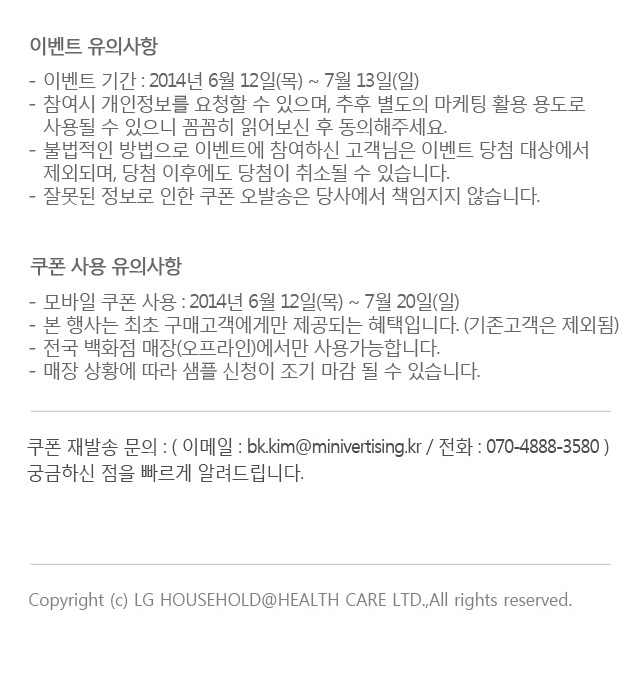 이벤트 유의사항
- 이벤트 기간 : 2014년 6월 12일(목) ~ 7월 13일(일)
- 참여시 개인정보를 요청할 수 있으며, 추후 별도의 마케팅 활용 용도로
사용될 수 있으니 꼼꼼히 읽어보신 후 동의해주세요.
- 불법적인 방법으로 이벤트에 참여하신 고객님은 이벤트 당첨 대상에서
제외되며, 당첨 이후에도 당첨이 취소될 수 있습니다.
- 잘못된 정보로 인한 쿠폰 오발송은 당사에서 책임지지 않습니다.
쿠폰 사용 유의사항
- 모바일 쿠폰 사용 : 2014년 6월 12일(목) ~ 7월 20일(일)
- 본 행사는 최초 구매고객에게만 제공되는 혜택입니다. (기존고객은 제외됨)
- 전국 백화점 매장(오프라인)에서만 사용가능합니다.
- 매장 상황에 따라 샘플 신청이 조기 마감 될 수 있습니다.
쿠폰 재발송 문의 : ( 이메일 : bk.kim@minivertising.kr / 전화 : 070-4888-3580 )
궁금하신 점을 빠르게 알려드립니다.
Copyright (c) LG HOUSEHOLD@HEALTH CARE LTD.,All rights reserved.